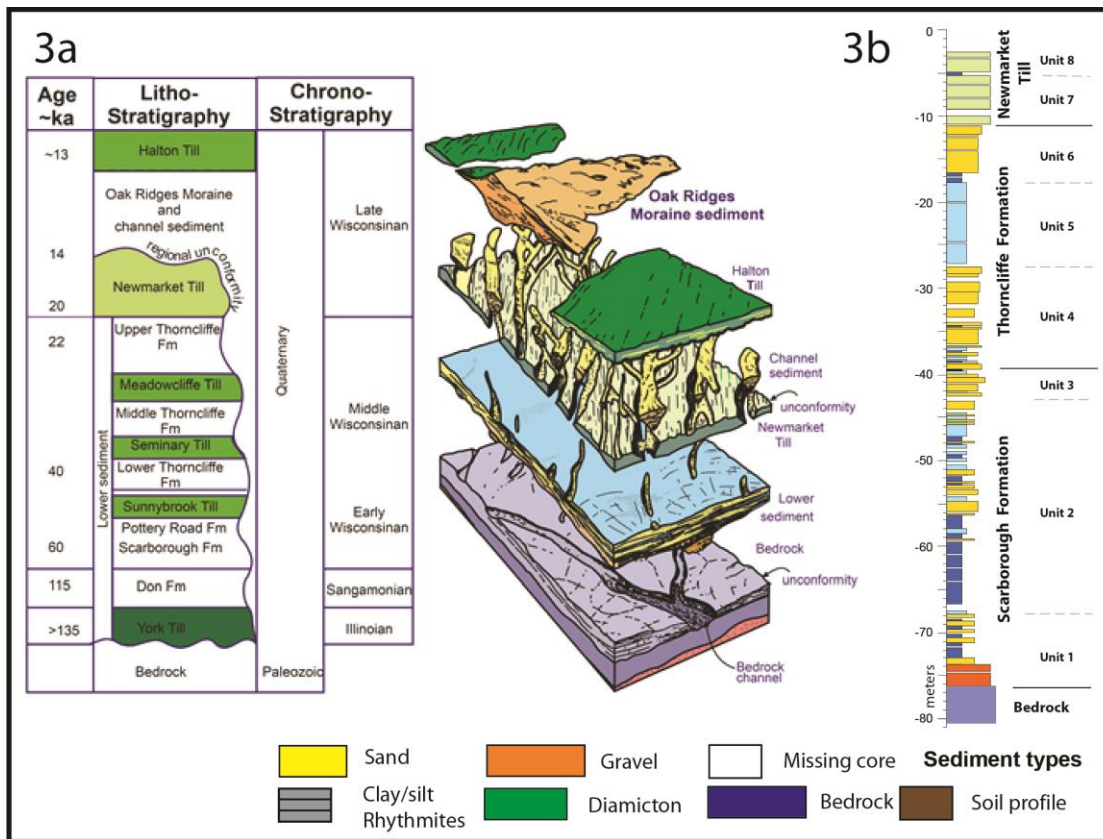 3a
3b
Age
~ka
Litho-
Stratigraphy
Chrono-
Stratigraphy
~13
Halton Till
Oak Ridges Moraine
and
channel sediment
Late
Wisconsinan
14
regional unconformity
Newmarket Till
20
22
Upper Thorncliffe
Fm
Meadowcliffe Till
Middle Thorncliffe
Fm
Middle Wisconsinan
Seminary Till
40
Lower Thorncliffe
Fm
Sunnybrook Till
Early
Wisconsinan
Pottery Road Fm
60
Scarborough Fm
115
Don Fm
Sangamonian
>135
York Till
Illinoian
Bedrock
Paleozoic
Lower sediment
Quaternary
Oak Ridges
Moraine sediment
Halton
Till
Channel
sediment
unconformity
Newmarket
Till
Lower
sediment
Bedrock
unconformity
Bedrock
channel
0
-10
-20
-30
-40
-50
-60
-70
-80
meters
Newmarket
Till
Thorncliffe Formation
Scarborough Formation
Unit 8
Unit 7
Unit 6
Unit 5
Unit 4
Unit 3
Unit 2
Unit 1
Bedrock
Sand
Gravel
Missing core
Sediment types
Clay/silt
Rhythmites
Diamicton
Bedrock
Soil profile